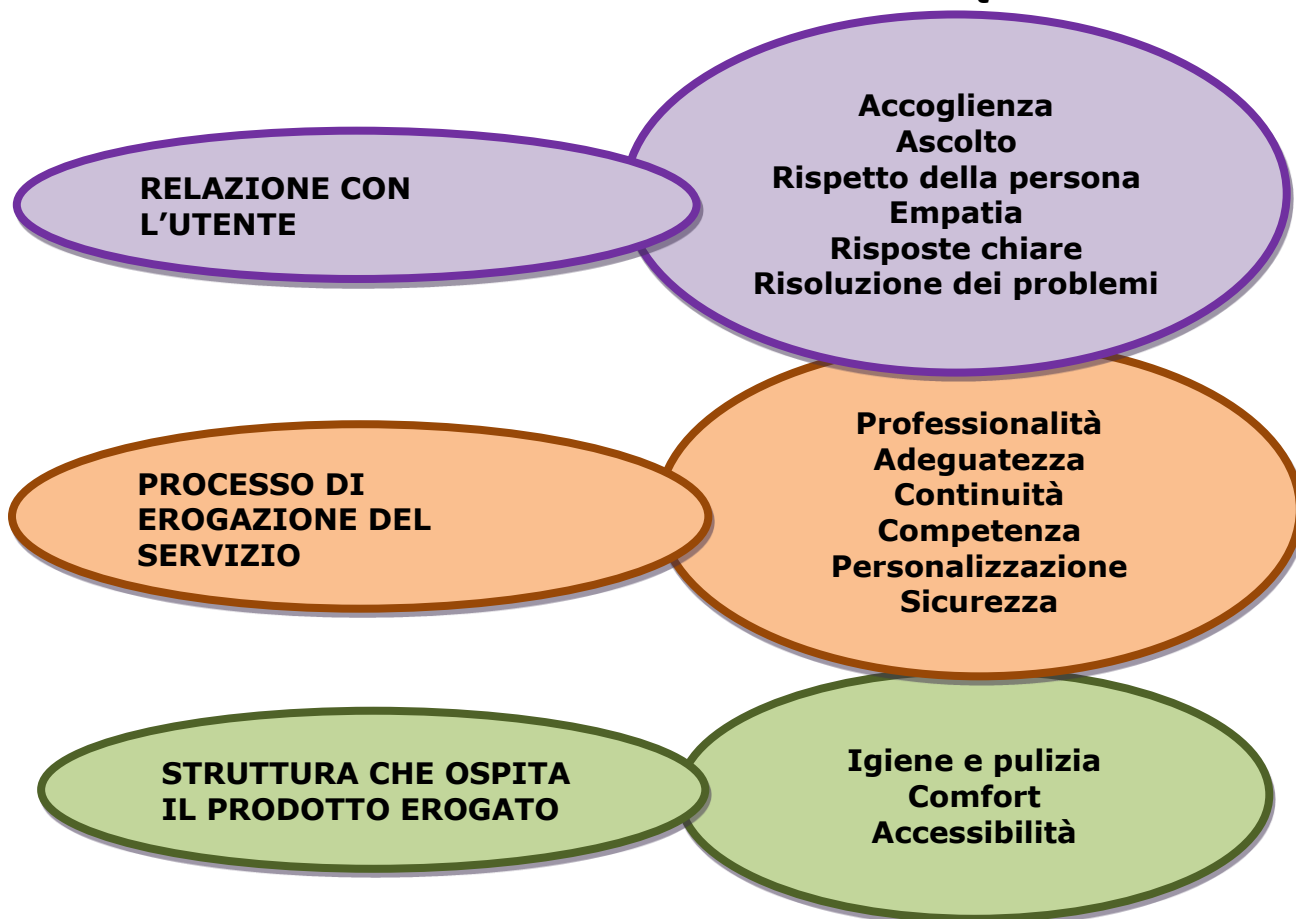 RELAZIONE CON
L’UTENTE
Accoglienza
Ascolto
Rispetto della persona
Empatia
Risposte chiare
Risoluzione dei problemi
PROCESSO DI
EROGAZIONE DEL
SERVIZIO
Professionalità
Adeguatezza
Continuità
Competenza
Personalizzazione
Sicurezza
STRUTTURA CHE OSPITA
IL PRODOTTO EROGATO
Igiene e pulizia
Comfort
Accessibilità